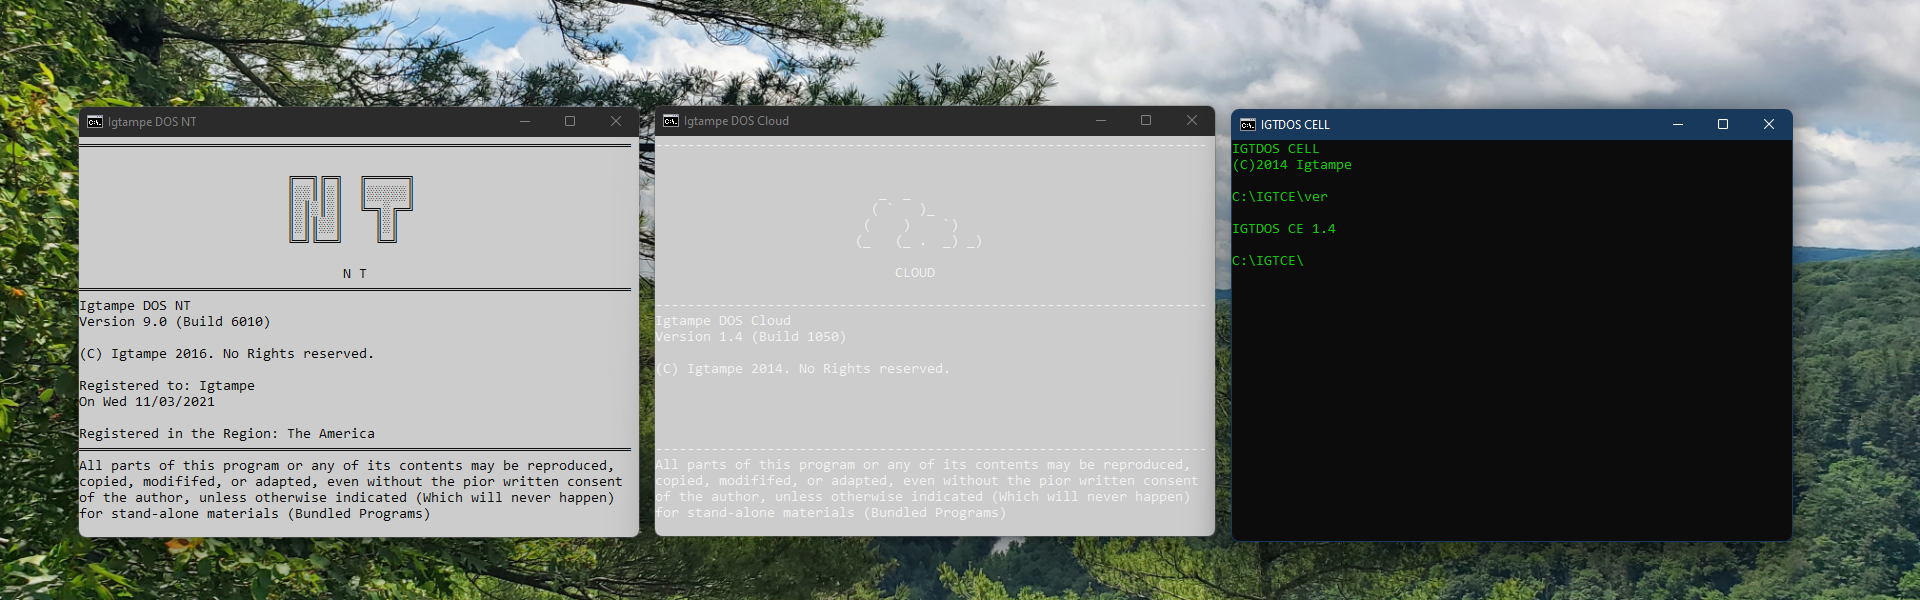 Igtampe DOS NT
N T
Igtampe DOS NT
Version 9.0 (Build 6010)
(C) Igtampe 2016. No Rights reserved.
Registered to: Igtampe
On Wed 11/03/2021
Registered in the Region: The America
All parts of this program or any of its contents may be reproduced,
copied, modififed, or adapted, even without the pior written consent
of the author, unless otherwise indicated (Which will never happen)
for stand-alone materials (Bundled Programs)
Igtampe DOS Cloud
CLOUD
Igtampe DOS Cloud
Version 1.4 (Build 1050)
(C) Igtampe 2014. No Rights reserved.
All parts of this program or any of its contents may be reproduced,
copied, modififed, or adapted, even without the pior written consent
of the author, unless otherwise indicated (Which will never happen)
for stand-alone materials (Bundled Programs)
IGTDOS CELL
IGTDOS CELL
(C)2014 Igtampe
C:\IGTCE\ver
IGTDOS CE 1.4
C:\IGTCE\